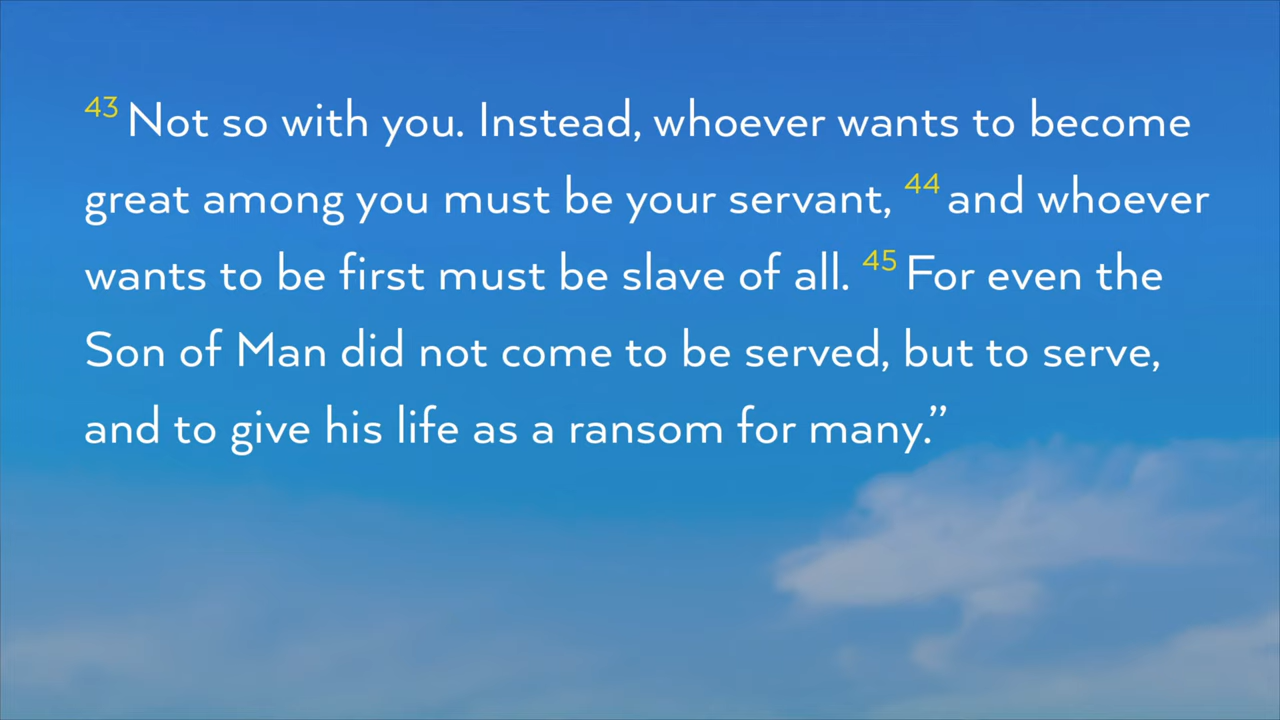 43 Not so with you. Instead, whoever wants to become
great among you must be your servant, 44 and whoever
wants to be first must be slave of all. 45 For even the
Son of Man did not come to be served, but to serve,
and to give his life as a ransom for many.”